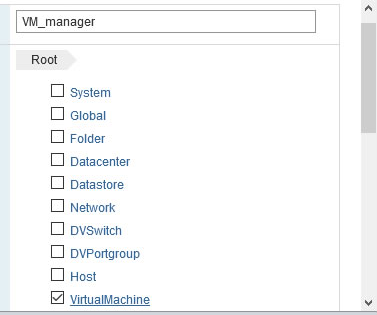 VM_manager
Root
System
Global
Folder
Datacenter
Datastore
Network
DVSwitch
DVPortgroup
Host
VirtualMachine